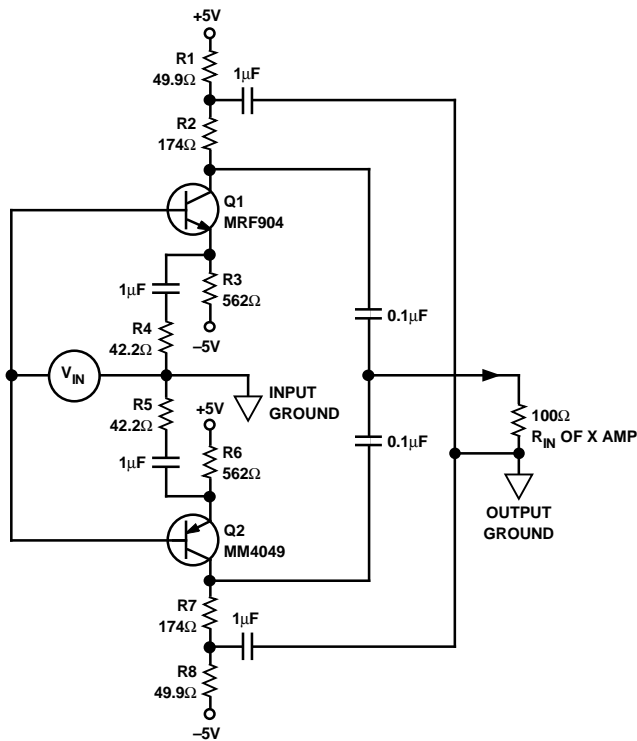 +5V
R1
49.9Ω
1µF
R2
174Ω
Q1
MRF904
1µF
R3
562Ω
–5V
R4
42.2Ω
0.1µF
VIN
INPUT
GROUND
R5
42.2Ω
+5V
R6
562Ω
1µF
0.1µF
100Ω
RIN OF X AMP
OUTPUT
GROUND
Q2
MM4049
R7
174Ω
1µF
R8
49.9Ω
–5V